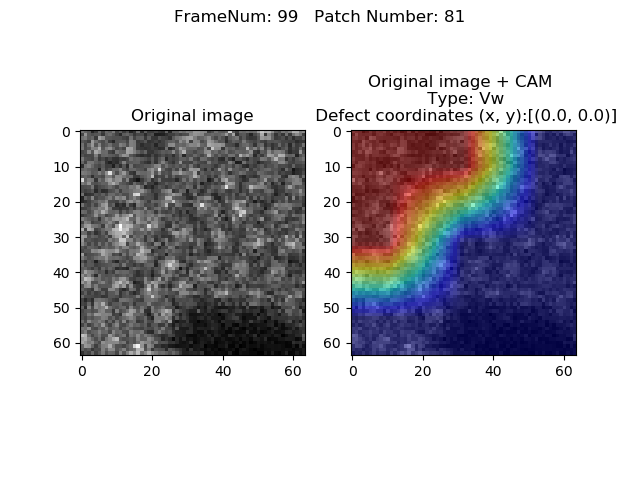 FrameNum: 99   Patch Number: 81
Original image
Original image + CAM
Type: Vw
Defect coordinates (x, y):[(0.0, 0.0)]
0
10
20
30
40
50
60
0 20 40 60
0
10
20
30
40
50
60
0 20 40 60